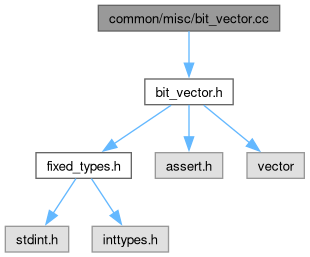 common/misc/bit_vector.cc
bit_vector.h
fixed_types.h
assert.h
vector
stdint.h
inttypes.h